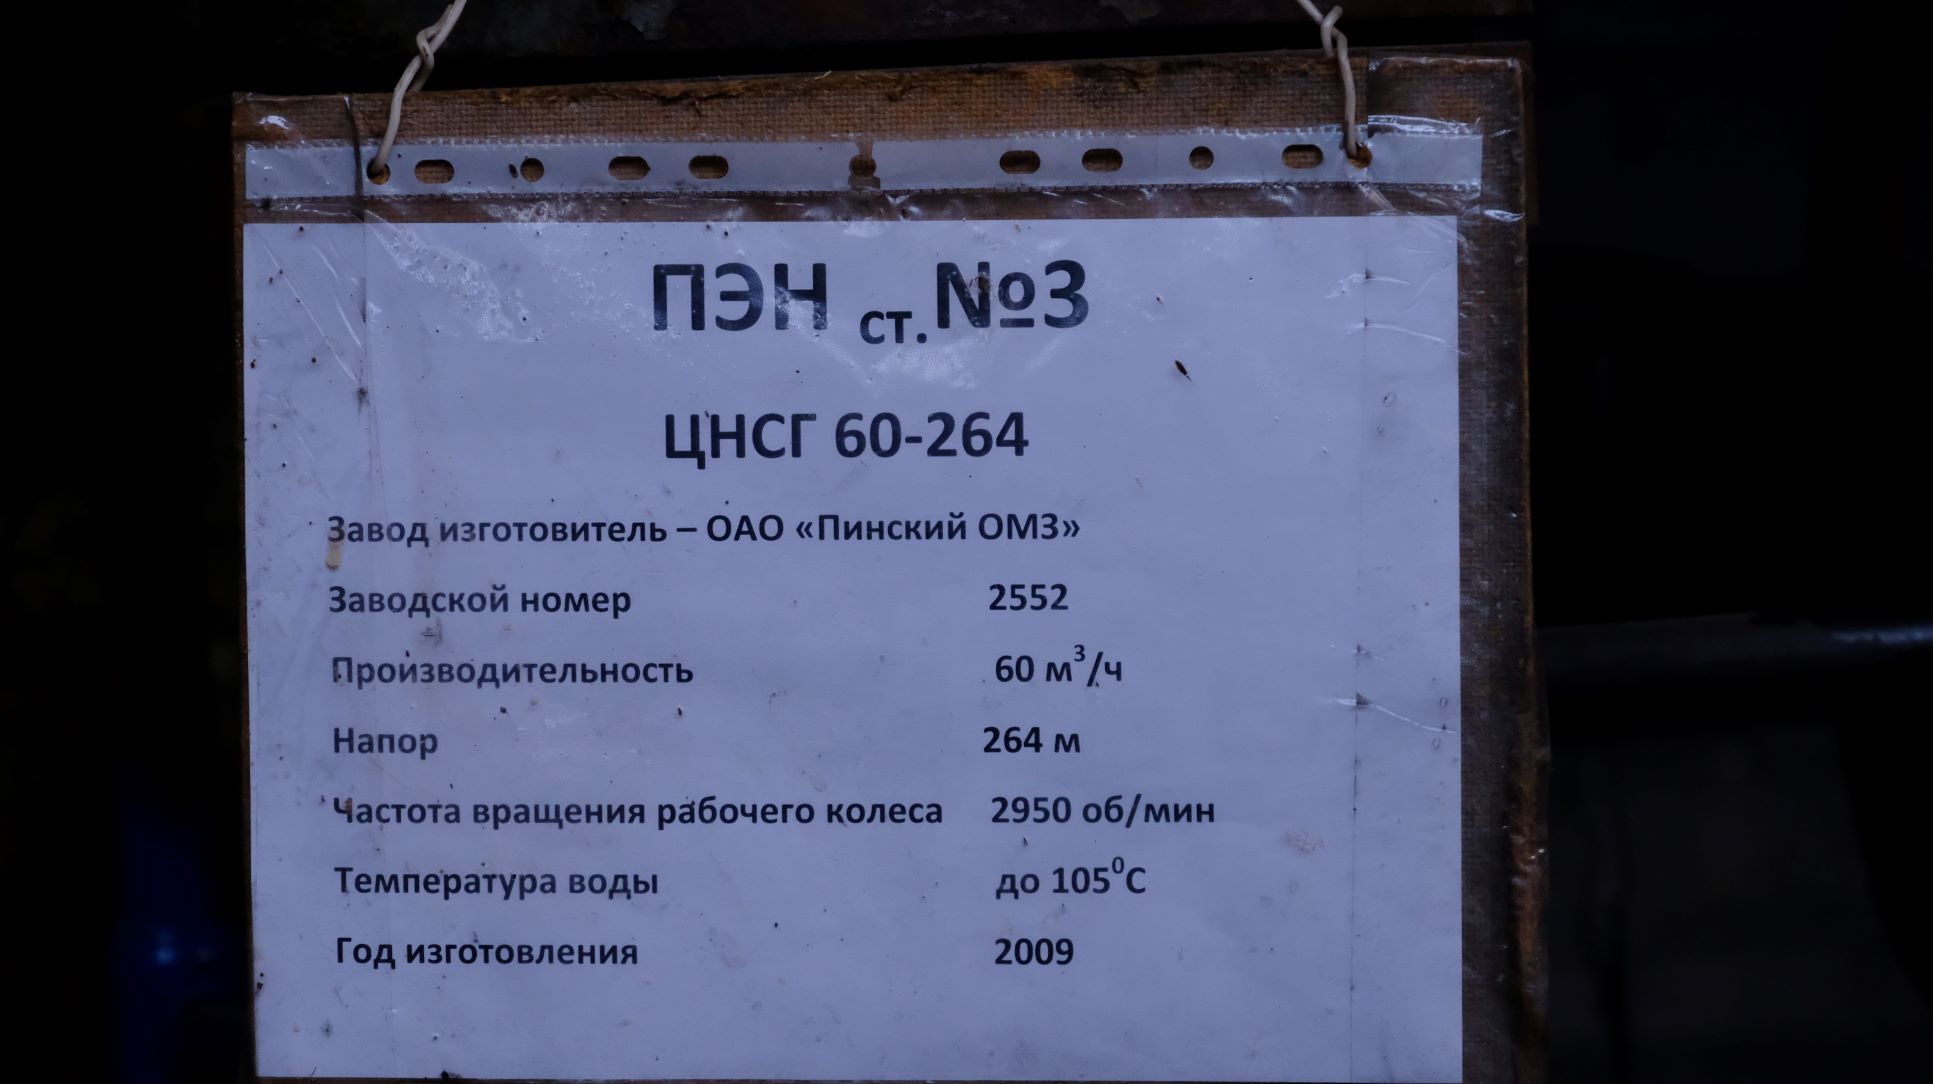 ПЭН ст.№3
ЦНСГ 60-264
Завод изготовитель – ОАО «Пинский ОМЗ»
Заводской номер 2552
Производительность 60 м³/ч
Напор 264 м
Частота вращения рабочего колеса 2950 об/мин
Температура воды до 105⁰С
Год изготовления 2009